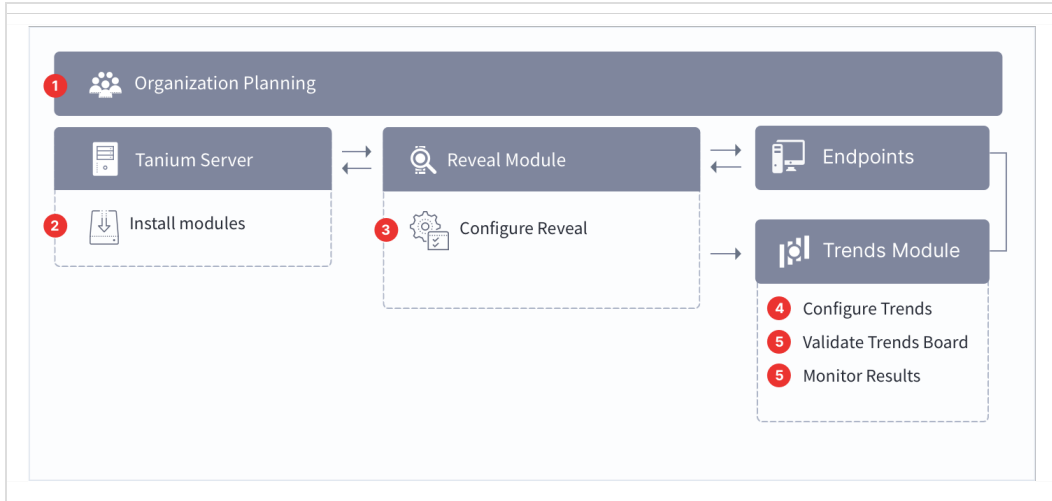 1 Organization Planning
Tanium Server
Reveal Module
Endpoints
2 Install modules
3 Configure Reveal
Trends Module
4 Configure Trends
5 Validate Trends Board
5 Monitor Results